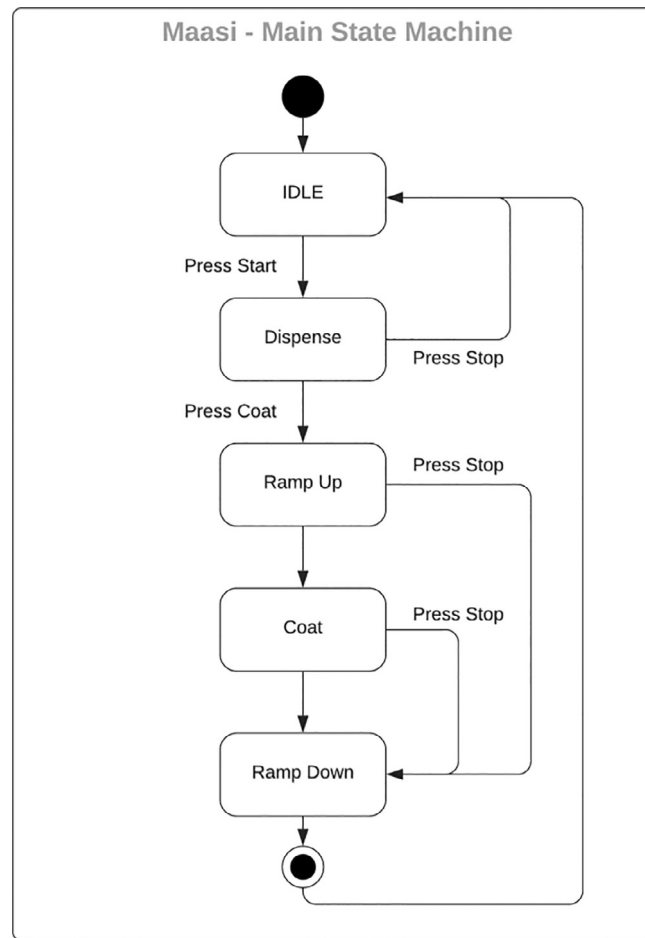 Maasi - Main State Machine
IDLE
Press Start
Dispense
Press Stop
Press Coat
Ramp Up
Press Stop
Coat
Press Stop
Ramp Down